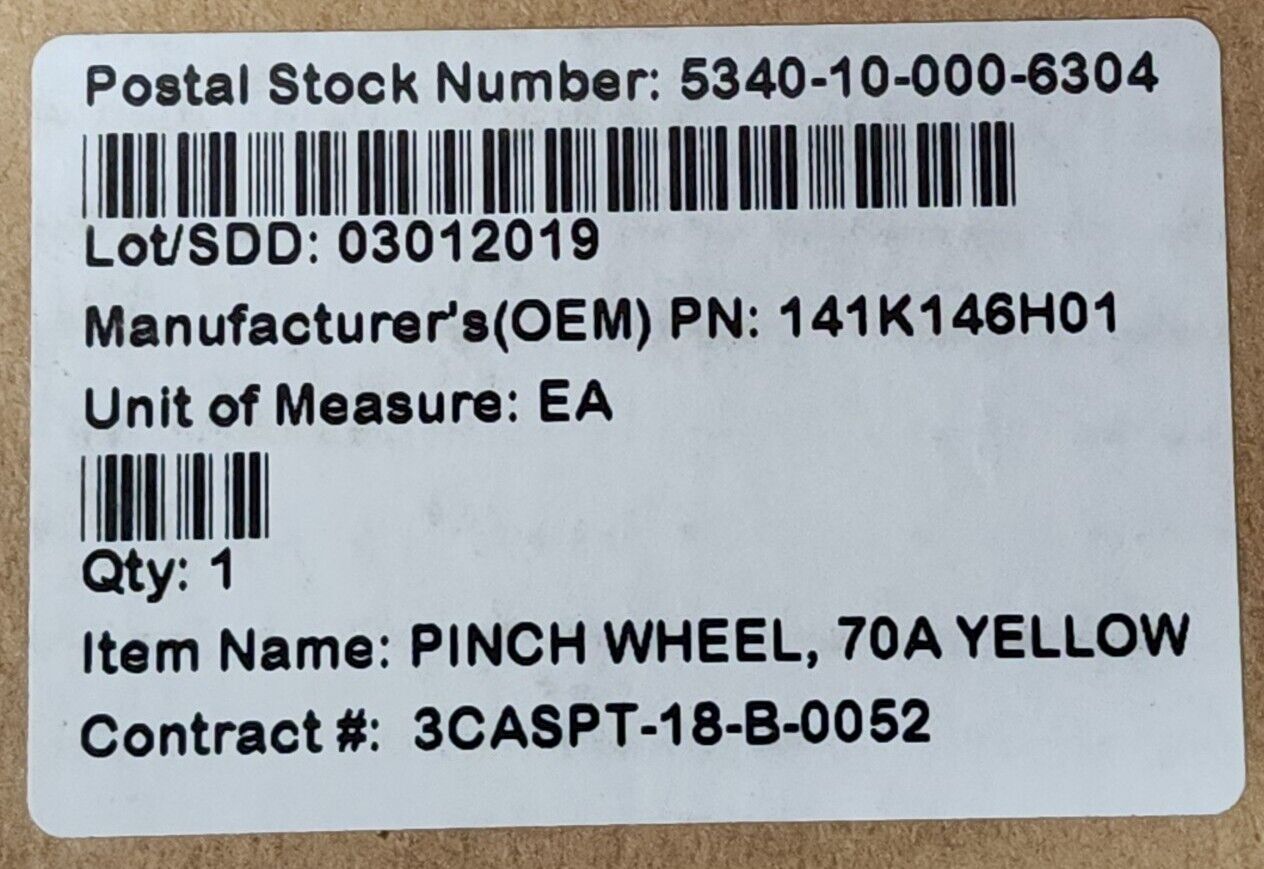 Postal Stock Number: 5340-10-000-6304
Lot/SDD: 03012019
Manufacturer's(OEM) PN: 141K146H01
Unit of Measure: EA
Qty: 1
Item Name: PINCH WHEEL, 70A YELLOW
Contract #: 3CASPT-18-B-0052